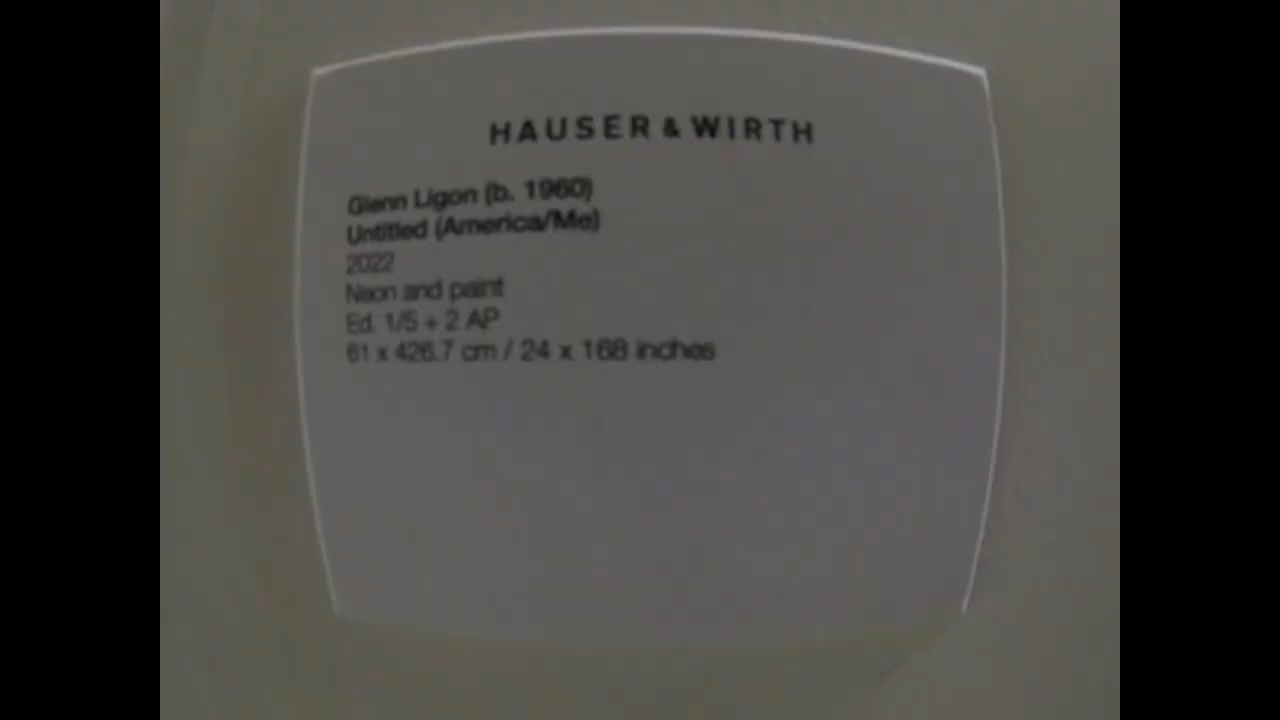 HAUSER & WIRTH
Glenn Ligon (b. 1960)
Untitled (America/Me)
2022
Neon and paint
Ed. 1/5 + 2 AP
61 x 426.7 cm / 24 x 168 inches